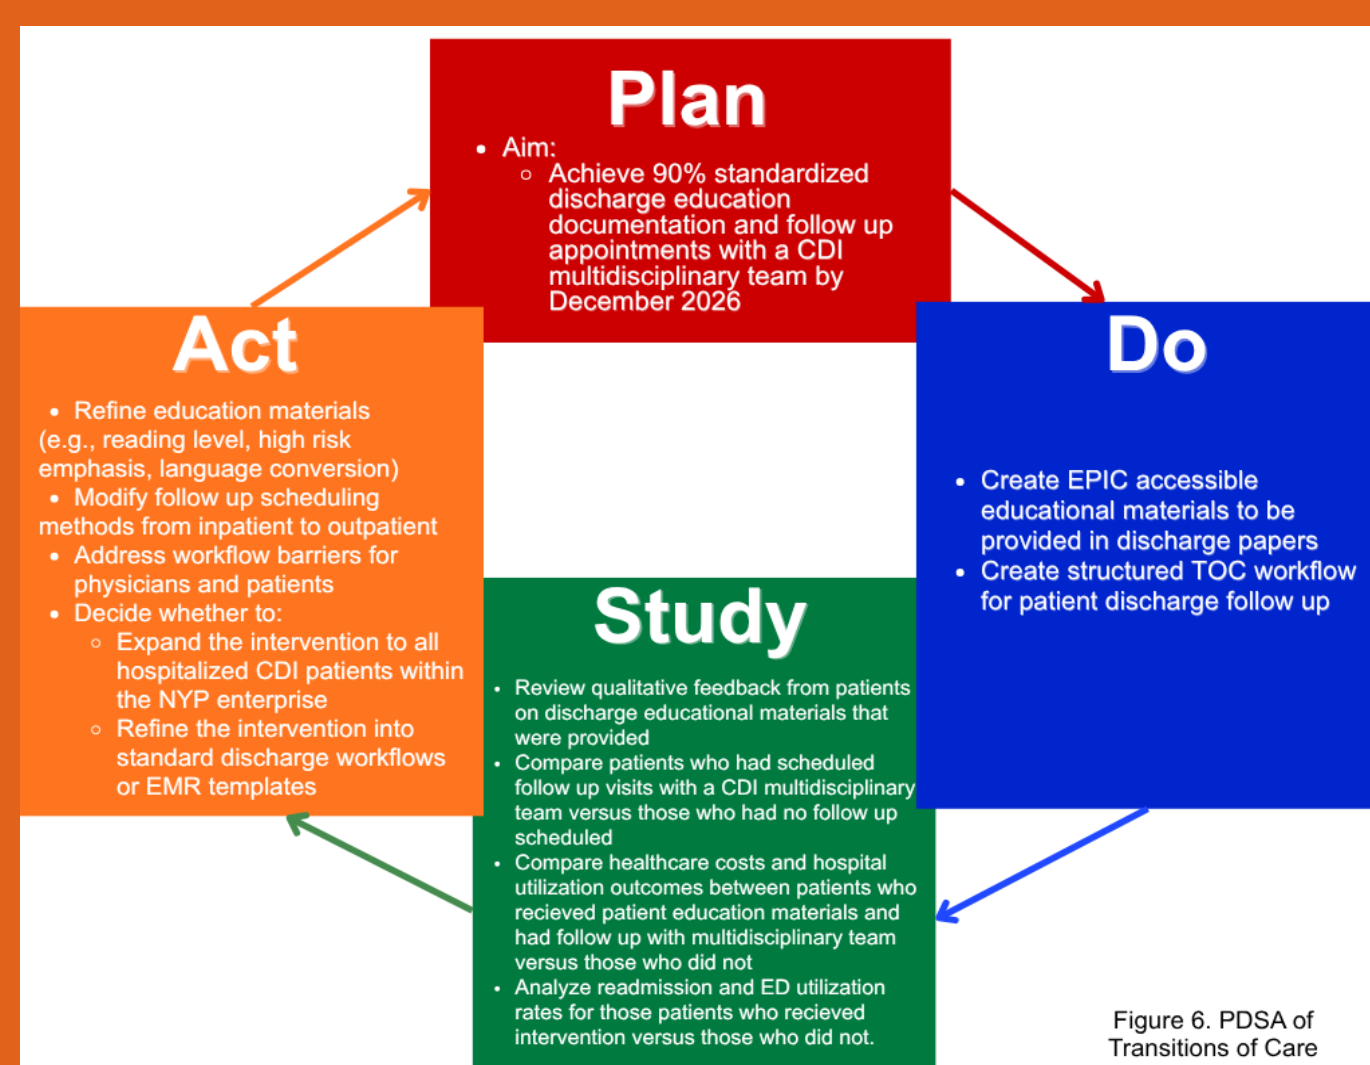 Plan
• Aim:
○ Achieve 90% standardized
discharge education
documentation and follow up
appointments with a CDI
multidisciplinary team by
December 2026
Do
• Create EPIC accessible
educational materials to be
provided in discharge papers
• Create structured TOC workflow
for patient discharge follow up
Study
• Review qualitative feedback from patients
on discharge educational materials that
were provided
• Compare patients who had scheduled
follow up visits with a CDI multidisciplinary
team versus those who had no follow up
scheduled
• Compare healthcare costs and hospital
utilization outcomes between patients who
recieved patient education materials and
had follow up with multidisciplinary team
versus those who did not
• Analyze readmission and ED utilization
rates for those patients who recieved
intervention versus those who did not.
Act
• Refine education materials
(e.g., reading level, high risk
emphasis, language conversion)
• Modify follow up scheduling
methods from inpatient to outpatient
• Address workflow barriers for
physicians and patients
• Decide whether to:
○ Expand the intervention to all
hospitalized CDI patients within
the NYP enterprise
○ Refine the intervention into
standard discharge workflows
or EMR templates
Figure 6. PDSA of
Transitions of Care